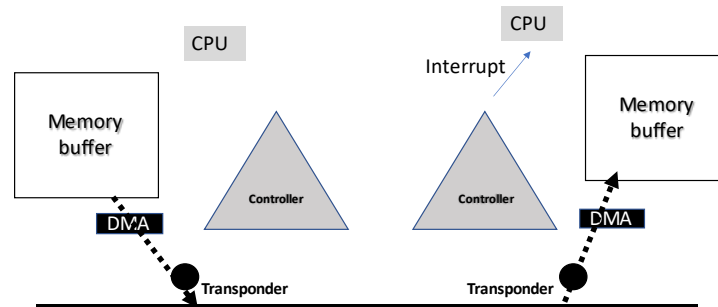 CPU
CPU
Interrupt
Memory
buffer
Memory
buffer
Controller
Controller
DMA
DMA
Transponder
Transponder